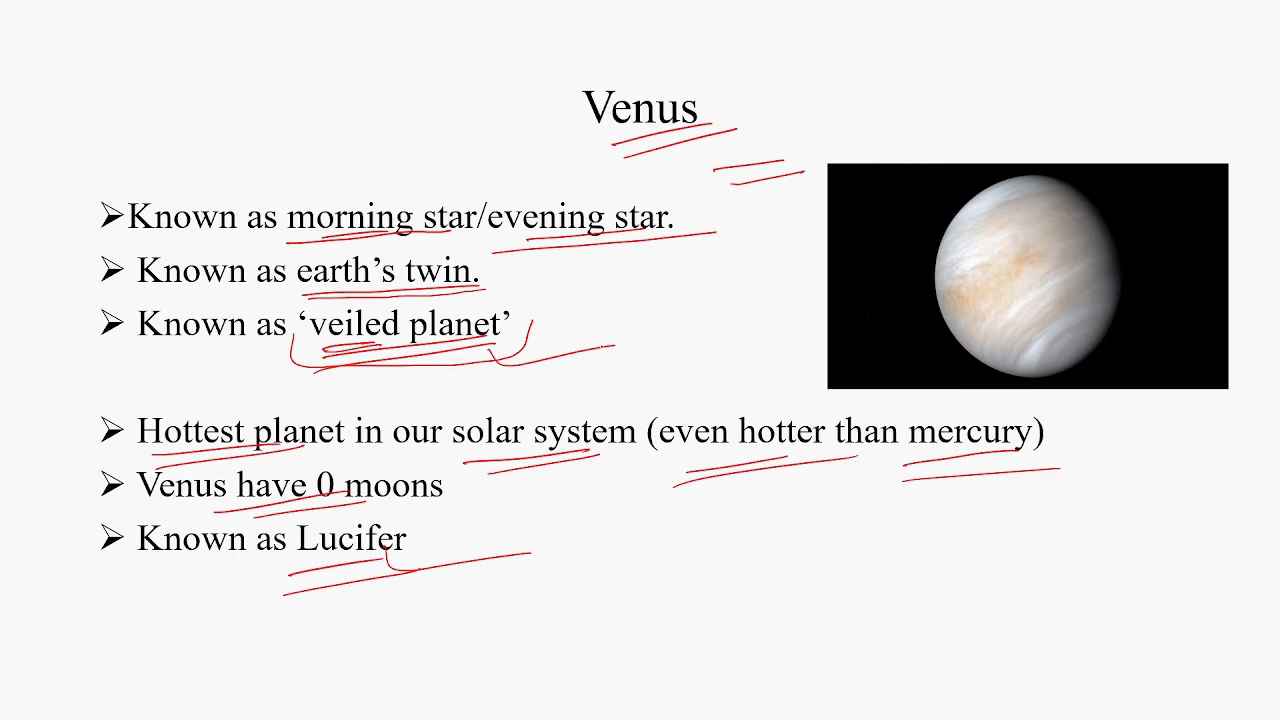 Venus
➢Known as morning star/evening star.
➢ Known as earth’s twin.
➢ Known as ‘veiled planet’
➢ Hottest planet in our solar system (even hotter than mercury)
➢ Venus have 0 moons
➢ Known as Lucifer